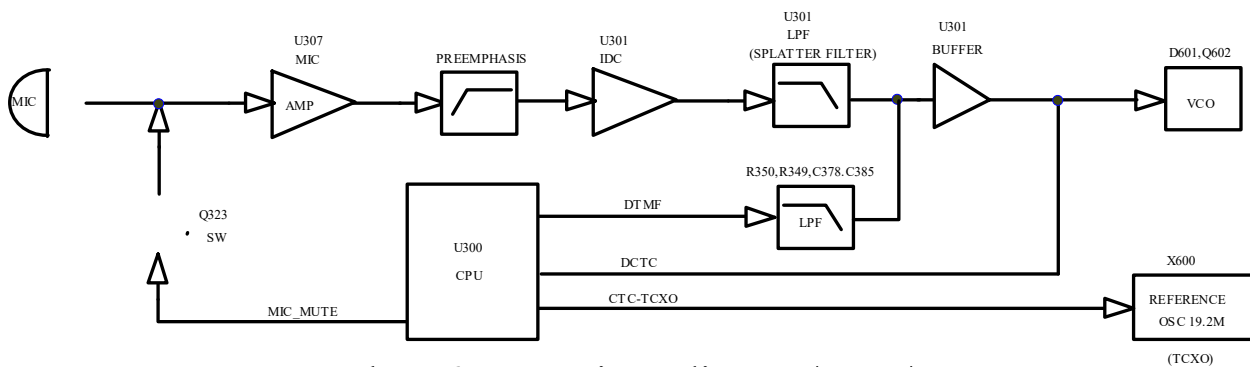 MIC
U307
MIC
AMP
PREEMPHASIS
U301
IDC
U301
LPF
(SPLATTER FILTER)
U301
BUFFER
D601,Q602
VCO
R350,R349,C378.C385
LPF
Q323
SW
U300
CPU
DTMF
DCTC
CTC-TCXO
MIC_MUTE
X600
REFERENCE
OSC 19.2M
(TCXO)